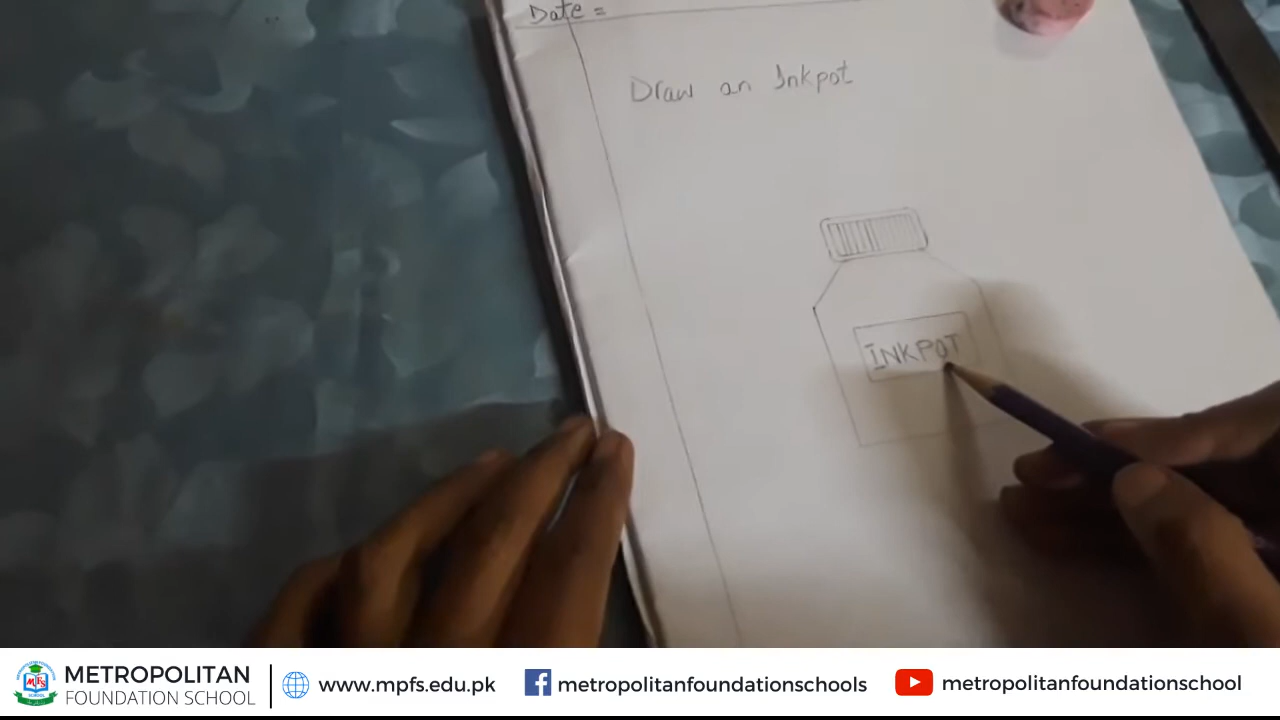 Date =
Draw an Inkpot
INKPOT
METROPOLITAN
FOUNDATION SCHOOL
www.mpfs.edu.pk
metropolitanfoundationschools
metropolitanfoundationschool